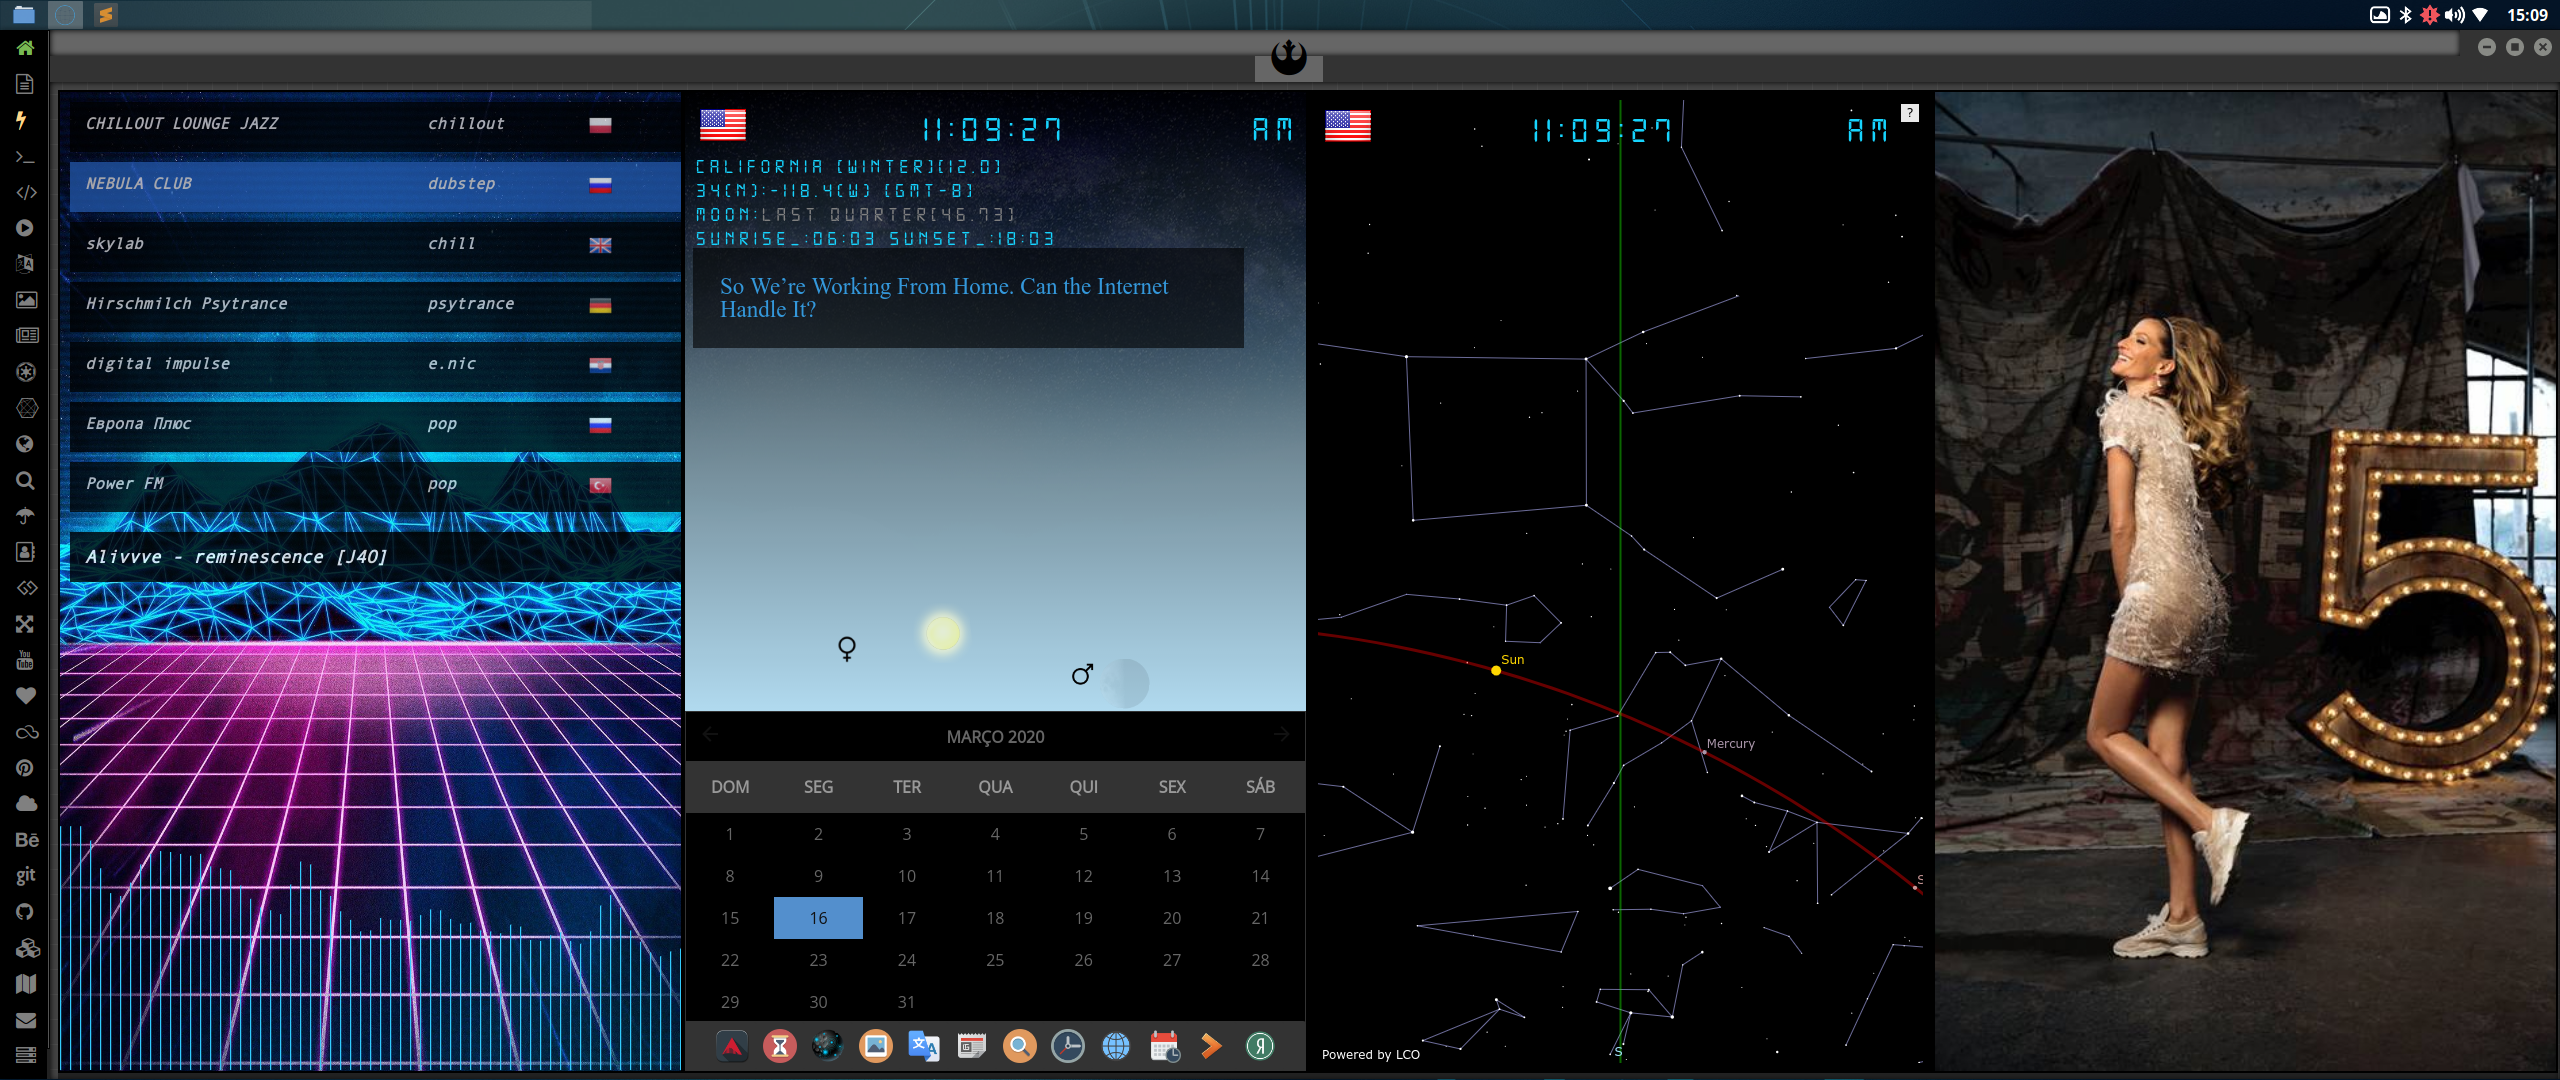 15:09
CHILLOUT LOUNGE JAZZ chillout
NEBULA CLUB dubstep
skylab chill
Hirschmilch Psytrance psytrance
digital impulse e.nic
Европа Плюс pop
Power FM pop
Alivvve - reminescence [J4O]
You
Tube
Bē
git
11:09:27 AM
CALIFORNIA [WINTER][12.0]
34(N):-118.4(W) [GMT-8]
MOON:LAST QUARTER[46.73]
SUNRISE_:06:03 SUNSET_:18:03
So We’re Working From Home. Can the Internet
Handle It?
MARÇO 2020
DOM SEG TER QUA QUI SEX SÁB
1 2 3 4 5 6 7
8 9 10 11 12 13 14
15 16 17 18 19 20 21
22 23 24 25 26 27 28
29 30 31
文 A
Я
11:09:27 AM
?
Sun
Mercury
S
S
Powered by LCO
5